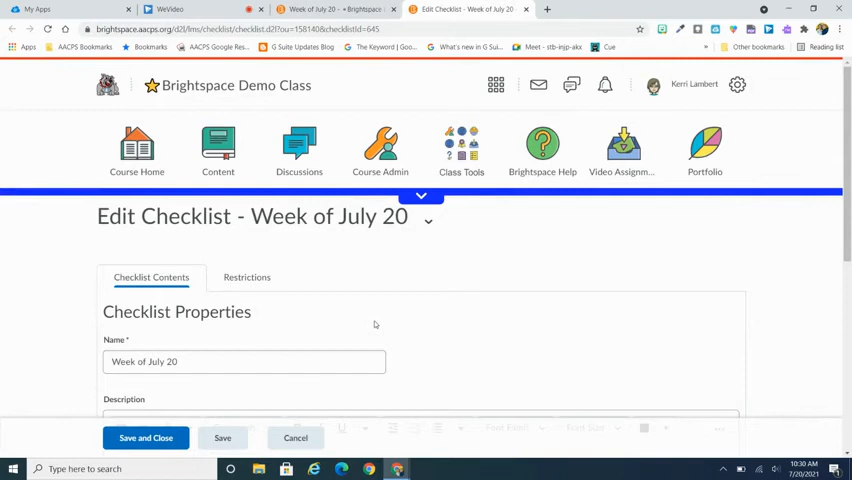 My Apps
WeVideo
Week of July 20 - *Brightspace
Edit Checklist - Week of July 20 -
brightspace.aacps.org/d2l/lms/checklist/checklist.d2l?ou=158140&checklistId=645
Apps
AACPS Bookmarks
Bookmarks
AACPS Google Res...
G Suite Updates Blog
The Keyword | Goo...
What's new in G Sui...
Meet - stb-injp-akx
Cue
»
Other bookmarks
Reading list
Brightspace Demo Class
Kerri Lambert
Course Home
Content
Discussions
Course Admin
Class Tools
Brightspace Help
Video Assignm...
Portfolio
Edit Checklist - Week of July 20
Checklist Contents
Restrictions
Checklist Properties
Name *
Week of July 20
Description
Font Size
Save and Close
Save
Cancel
Type here to search
10:30 AM
7/20/2021